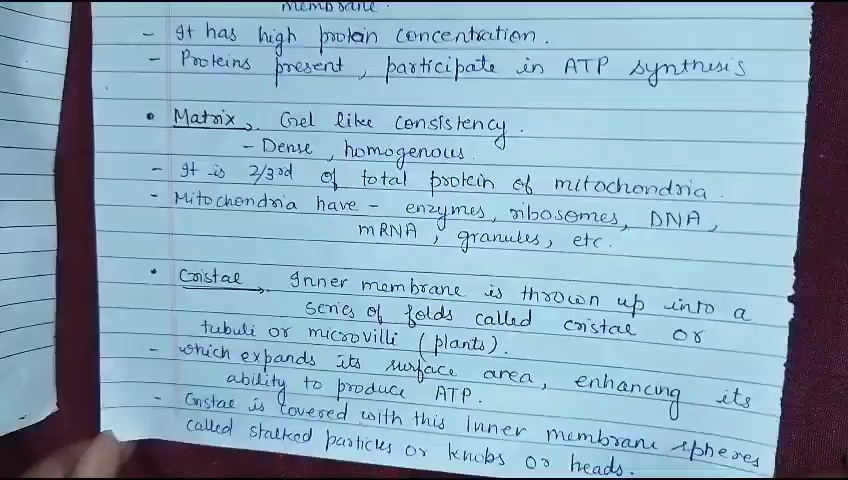 membrane.
- It has high protein concentration.
- Proteins present, participate in ATP synthesis
• Matrix → Gel like consistency.
- Dense, homogenous.
- It is 2/3rd of total protein of mitochondria.
- Mitochondria have - enzymes, ribosomes, DNA,
mRNA, granules, etc.
• Cristae → Inner membrane is thrown up into a
series of folds called cristae or
tubuli or microvilli (plants).
- which expands its surface area, enhancing its
ability to produce ATP.
- Cristae is covered with this inner membrane spheres
called stalked particles or knobs or heads.